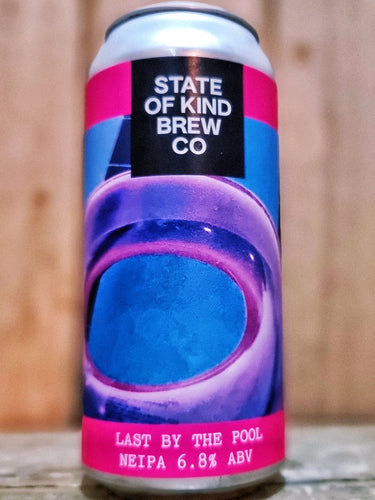 STATE
OF KIND
BREW
CO
LAST BY THE POOL
NEIPA 6.8% ABV